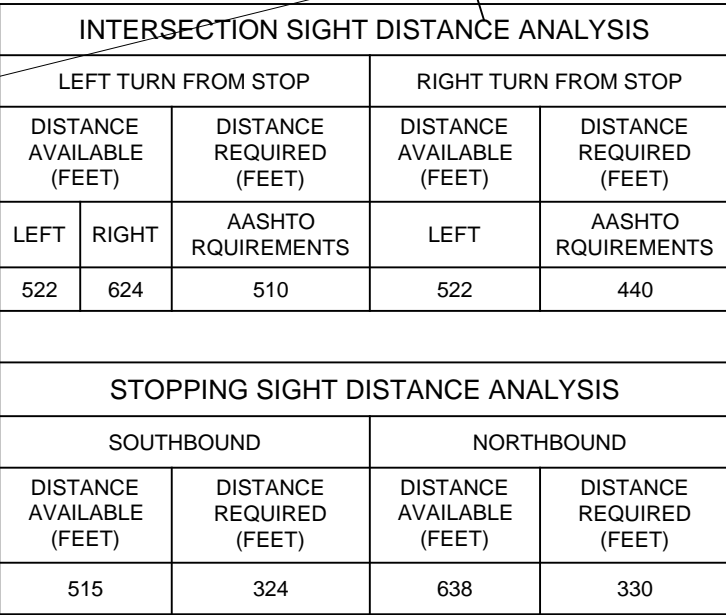 INTERSECTION SIGHT DISTANCE ANALYSIS
LEFT TURN FROM STOP
RIGHT TURN FROM STOP
DISTANCE
AVAILABLE
(FEET)
DISTANCE
REQUIRED
(FEET)
DISTANCE
AVAILABLE
(FEET)
DISTANCE
REQUIRED
(FEET)
LEFT
RIGHT
AASHTO
RQUIREMENTS
LEFT
AASHTO
RQUIREMENTS
522
624
510
522
440
STOPPING SIGHT DISTANCE ANALYSIS
SOUTHBOUND
NORTHBOUND
DISTANCE
AVAILABLE
(FEET)
DISTANCE
REQUIRED
(FEET)
DISTANCE
AVAILABLE
(FEET)
DISTANCE
REQUIRED
(FEET)
515
324
638
330